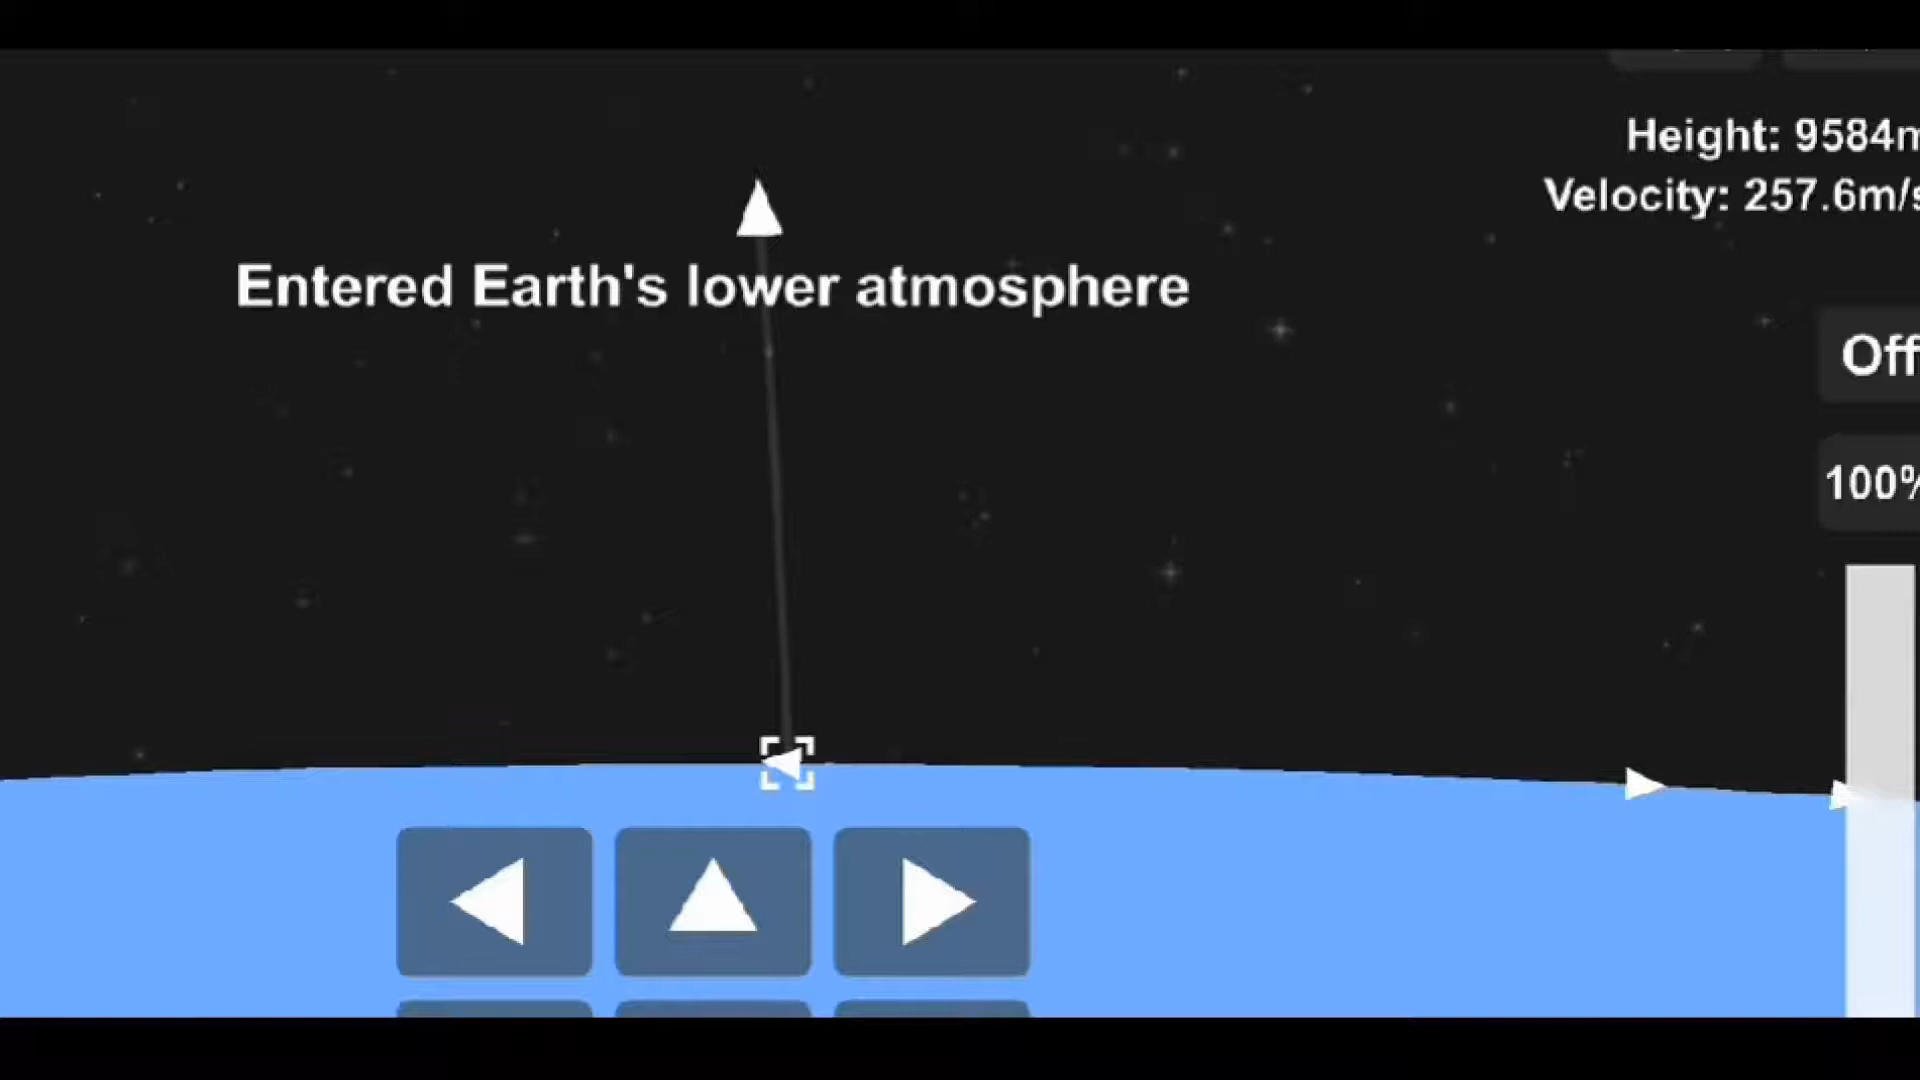 Height: 9584m
Velocity: 257.6m/s
Entered Earth's lower atmosphere
Off
100%